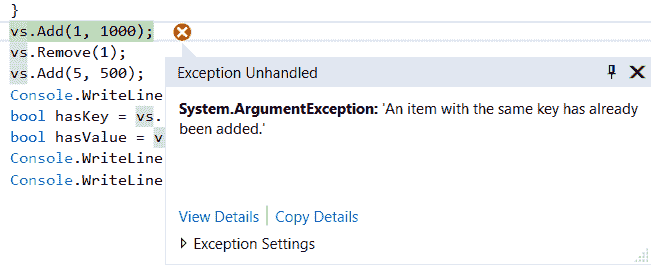 }
vs.Add(1, 1000);
vs.Remove(1);
vs.Add(5, 500);
Console.WriteLine
bool hasKey = vs.
bool hasValue = v
Console.WriteLine
Console.WriteLine
Exception Unhandled
System.ArgumentException: 'An item with the same key has already
been added.'
View Details | Copy Details
Exception Settings